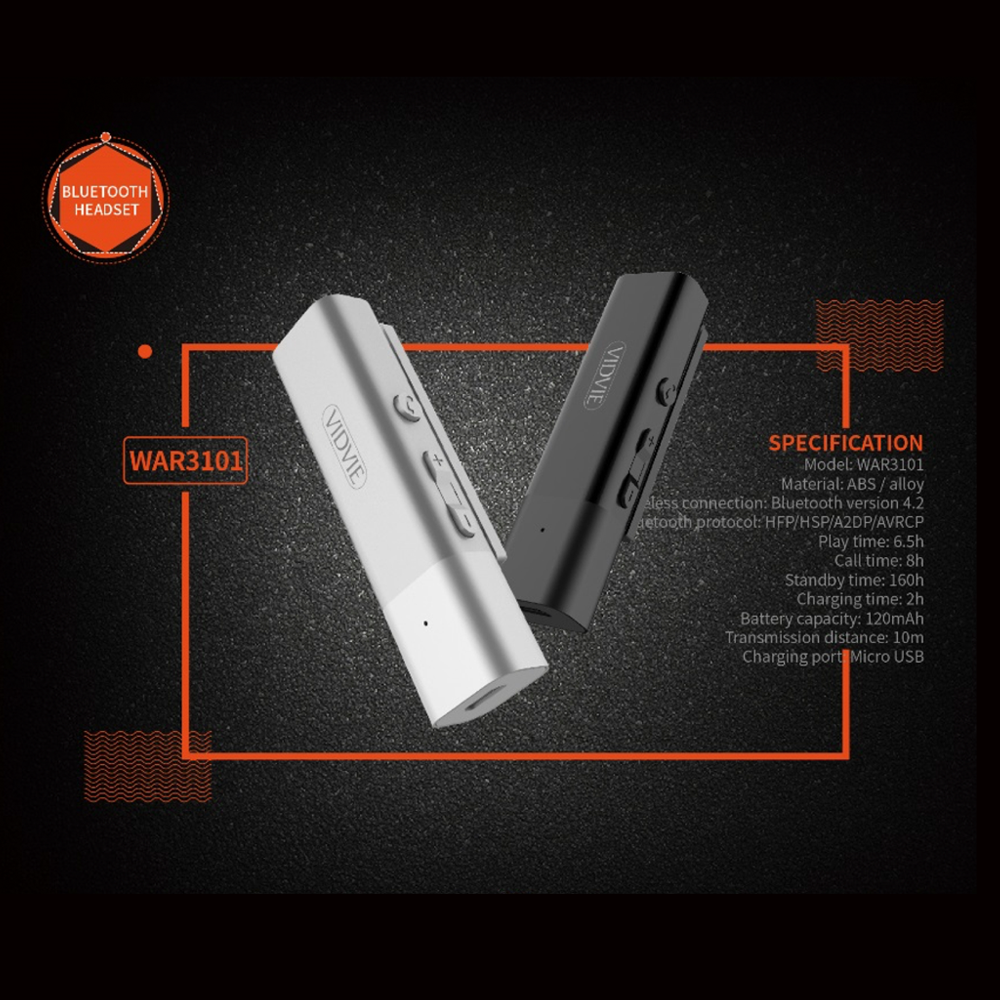 BLUETOOTH
HEADSET
WAR3101
VIDVIE
VIDVIE
SPECIFICATION
Model: WAR3101
Material: ABS / alloy
connection: Bluetooth version 4.2
protocol: HFP/HSP/A2DP/AVRCP
Play time: 6.5h
Call time: 8h
Standby time: 160h
Charging time: 2h
Battery capacity: 120mAh
Transmission distance: 10m
Charging port: Micro USB